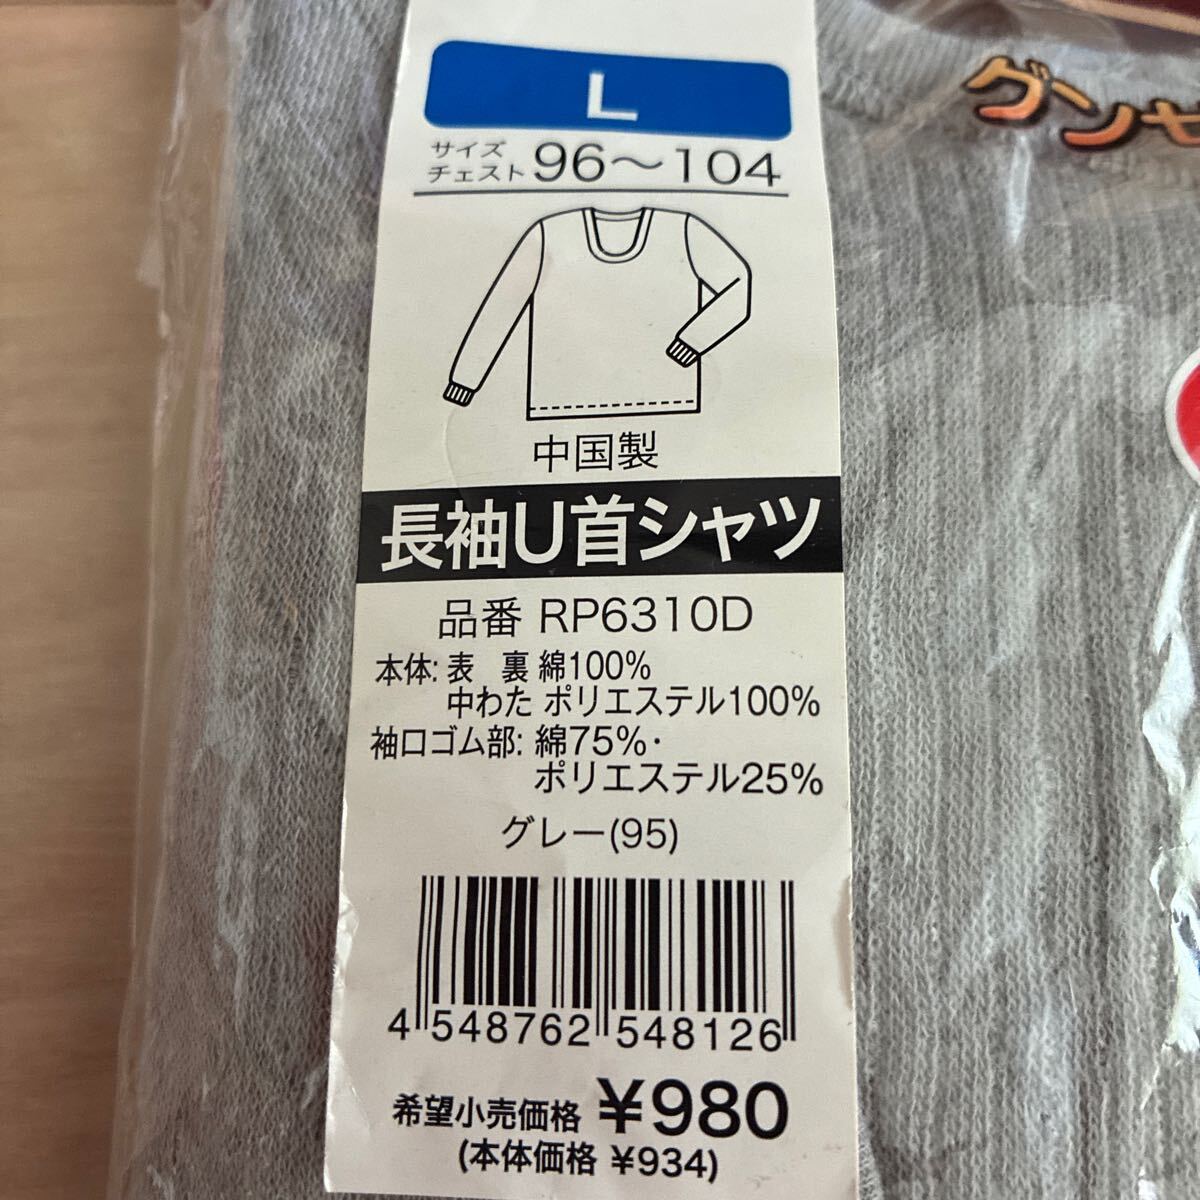 L
サイズ
チェスト 96〜104
グンゼ
中国製
長袖U首シャツ
品番 RP6310D
本体: 表 裏 綿100%
中わた ポリエステル100%
袖口ゴム部: 綿75%・
ポリエステル25%
グレー(95)
4 548762 548126
希望小売価格 ¥980
(本体価格 ¥934)